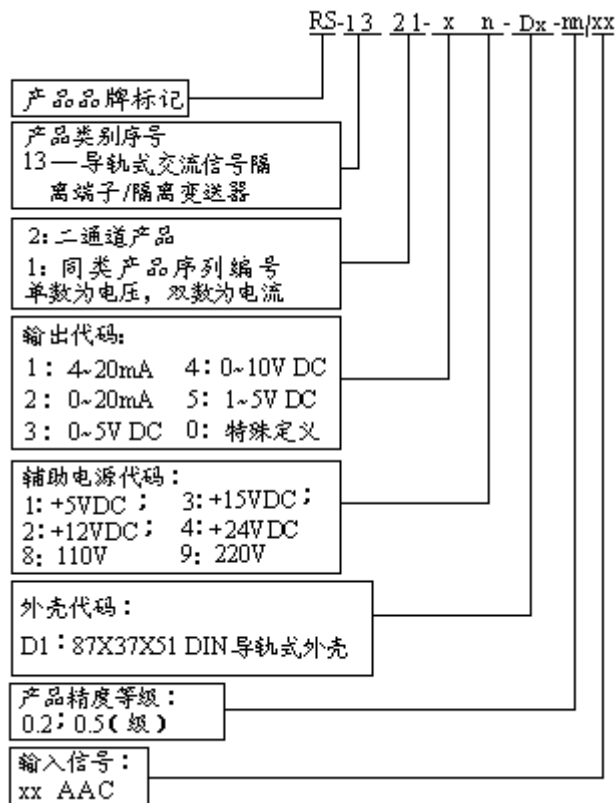 RS-13 21- x n - Dx -nn/xx
产品品牌标记
产品类别序号
13—导轨式交流信号隔
离端子/隔离变送器
2:二通道产品
1:同类产品序列编号
单数为电压，双数为电流
输出代码:
1: 4~20mA 4:0~10V DC
2: 0~20mA 5: 1~5V DC
3: 0~5V DC 0: 特殊定义
辅助电源代码:
1:+5VDC; 3:+15VDC;
2:+12VDC; 4:+24VDC
8: 110V 9: 220V
外壳代码:
D1:87X37X51 DIN导轨式外壳
产品精度等级:
0.2; 0.5(级)
输入信号:
xx AAC